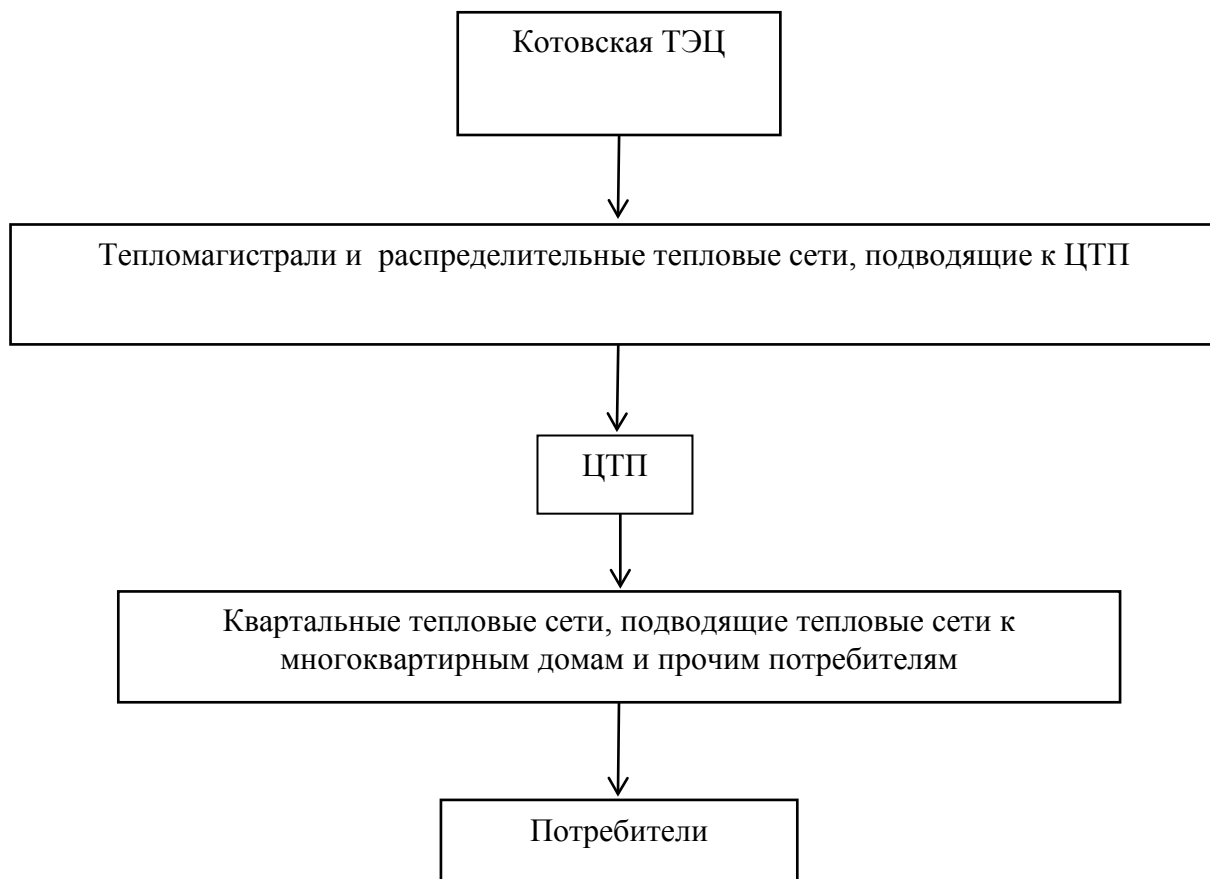 Котовская ТЭЦ
Тепломагистрали и  распределительные тепловые сети, подводящие к ЦТП
ЦТП
Квартальные тепловые сети, подводящие тепловые сети к
многоквартирным домам и прочим потребителям
Потребители